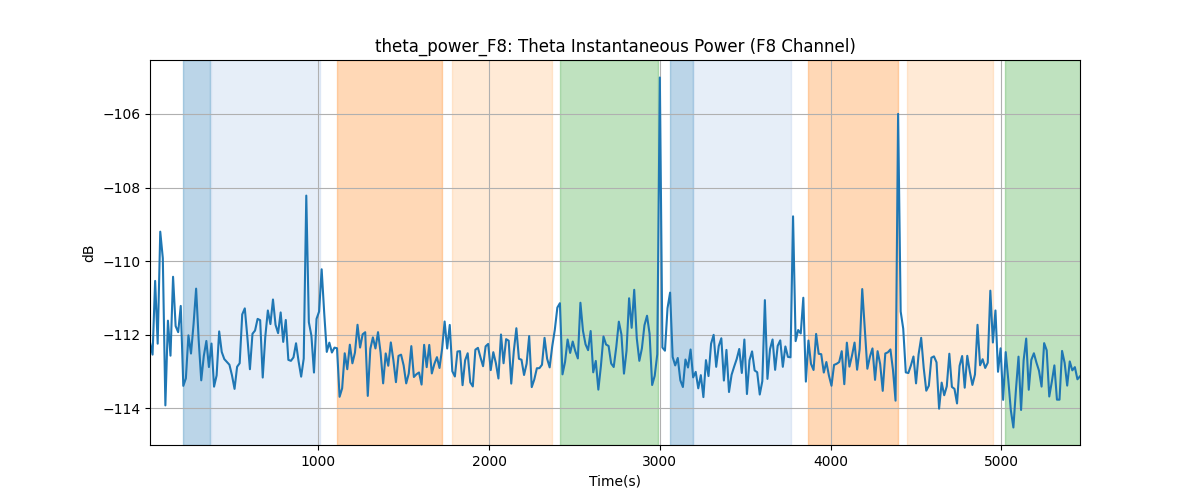 theta_power_F8: Theta Instantaneous Power (F8 Channel)
−106
−108
−110
−112
−114
dB
1000 2000 3000 4000 5000
Time(s)